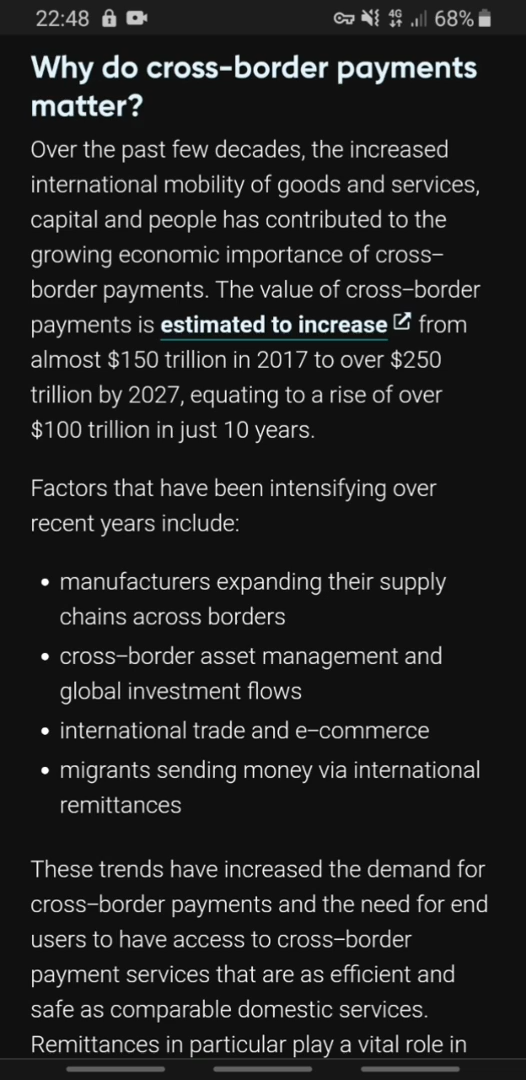 22:48 4G 68%
Why do cross-border payments
matter?
Over the past few decades, the increased
international mobility of goods and services,
capital and people has contributed to the
growing economic importance of cross-
border payments. The value of cross-border
payments is estimated to increase from
almost $150 trillion in 2017 to over $250
trillion by 2027, equating to a rise of over
$100 trillion in just 10 years.
Factors that have been intensifying over
recent years include:
• manufacturers expanding their supply
chains across borders
• cross-border asset management and
global investment flows
• international trade and e-commerce
• migrants sending money via international
remittances
These trends have increased the demand for
cross-border payments and the need for end
users to have access to cross-border
payment services that are as efficient and
safe as comparable domestic services.
Remittances in particular play a vital role in